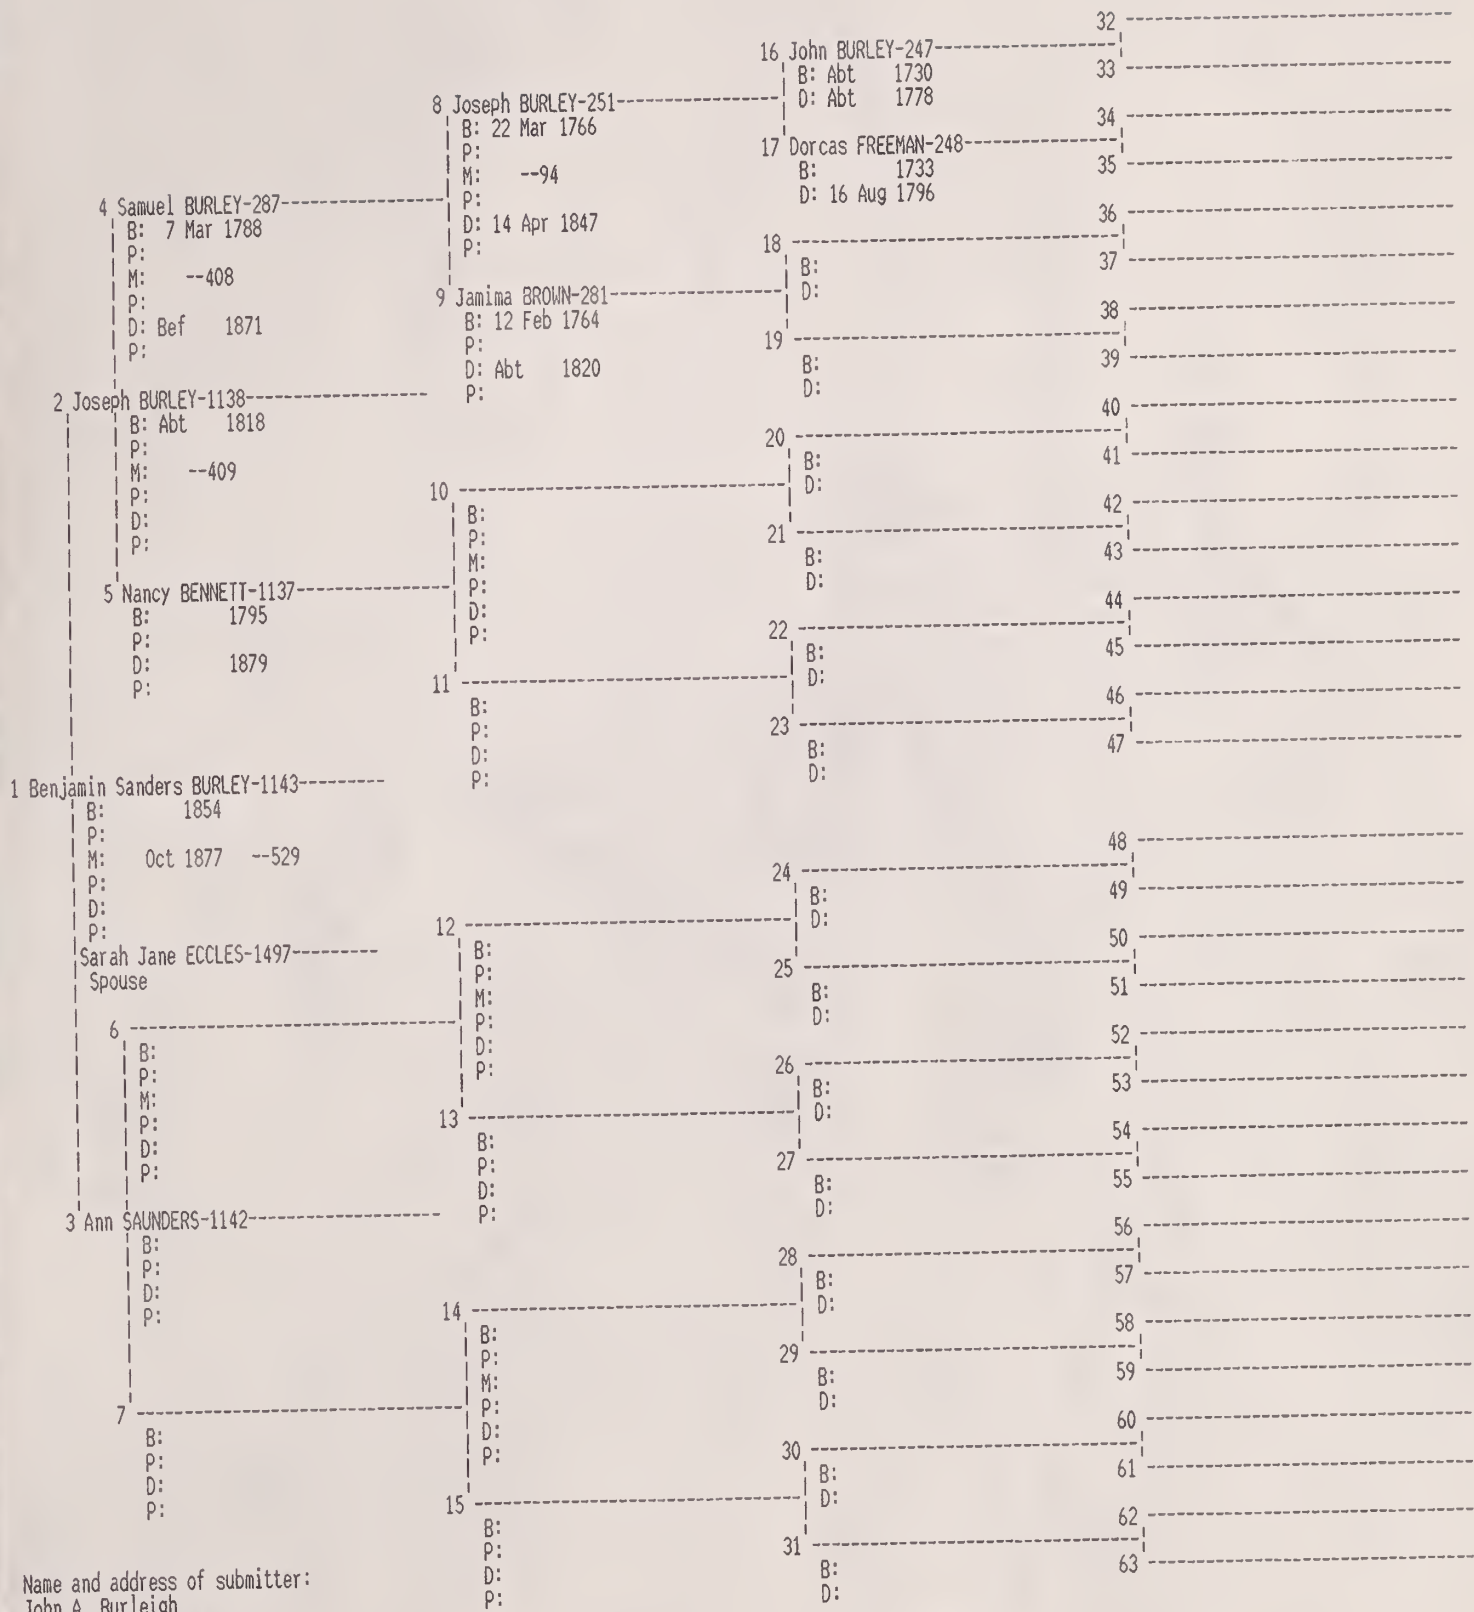 1 Benjamin Sanders BURLEY-1143
B: 1854
P:
M: Oct 1877 --529
P:
D:
P:
Sarah Jane ECCLES-1497
Spouse
2 Joseph BURLEY-1138
B: Abt 1818
P:
M: --409
P:
D:
P:
3 Ann SAUNDERS-1142
B:
P:
D:
P:
4 Samuel BURLEY-287
B: 7 Mar 1788
P:
M: --408
P:
D: Bef 1871
P:
5 Nancy BENNETT-1137
B: 1795
P:
D: 1879
P:
6
B:
P:
M:
P:
D:
P:
7
B:
P:
D:
P:
8 Joseph BURLEY-251
B: 22 Mar 1766
P:
M: --94
P:
D: 14 Apr 1847
P:
9 Jamima BROWN-281
B: 12 Feb 1764
P:
D: Abt 1820
P:
10
B:
P:
M:
P:
D:
P:
11
B:
P:
D:
P:
12
B:
P:
M:
P:
D:
P:
13
B:
P:
D:
P:
14
B:
P:
M:
P:
D:
P:
15
B:
P:
D:
P:
16 John BURLEY-247
B: Abt 1730
D: Abt 1778
17 Dorcas FREEMAN-248
B: 1733
D: 16 Aug 1796
18
B:
D:
19
B:
D:
20
B:
D:
21
B:
D:
22
B:
D:
23
B:
D:
24
B:
D:
25
B:
D:
26
B:
D:
27
B:
D:
28
B:
D:
29
B:
D:
30
B:
D:
31
B:
D:
32
33
34
35
36
37
38
39
40
41
42
43
44
45
46
47
48
49
50
51
52
53
54
55
56
57
58
59
60
61
62
63
Name and address of submitter:
John A. Burleigh